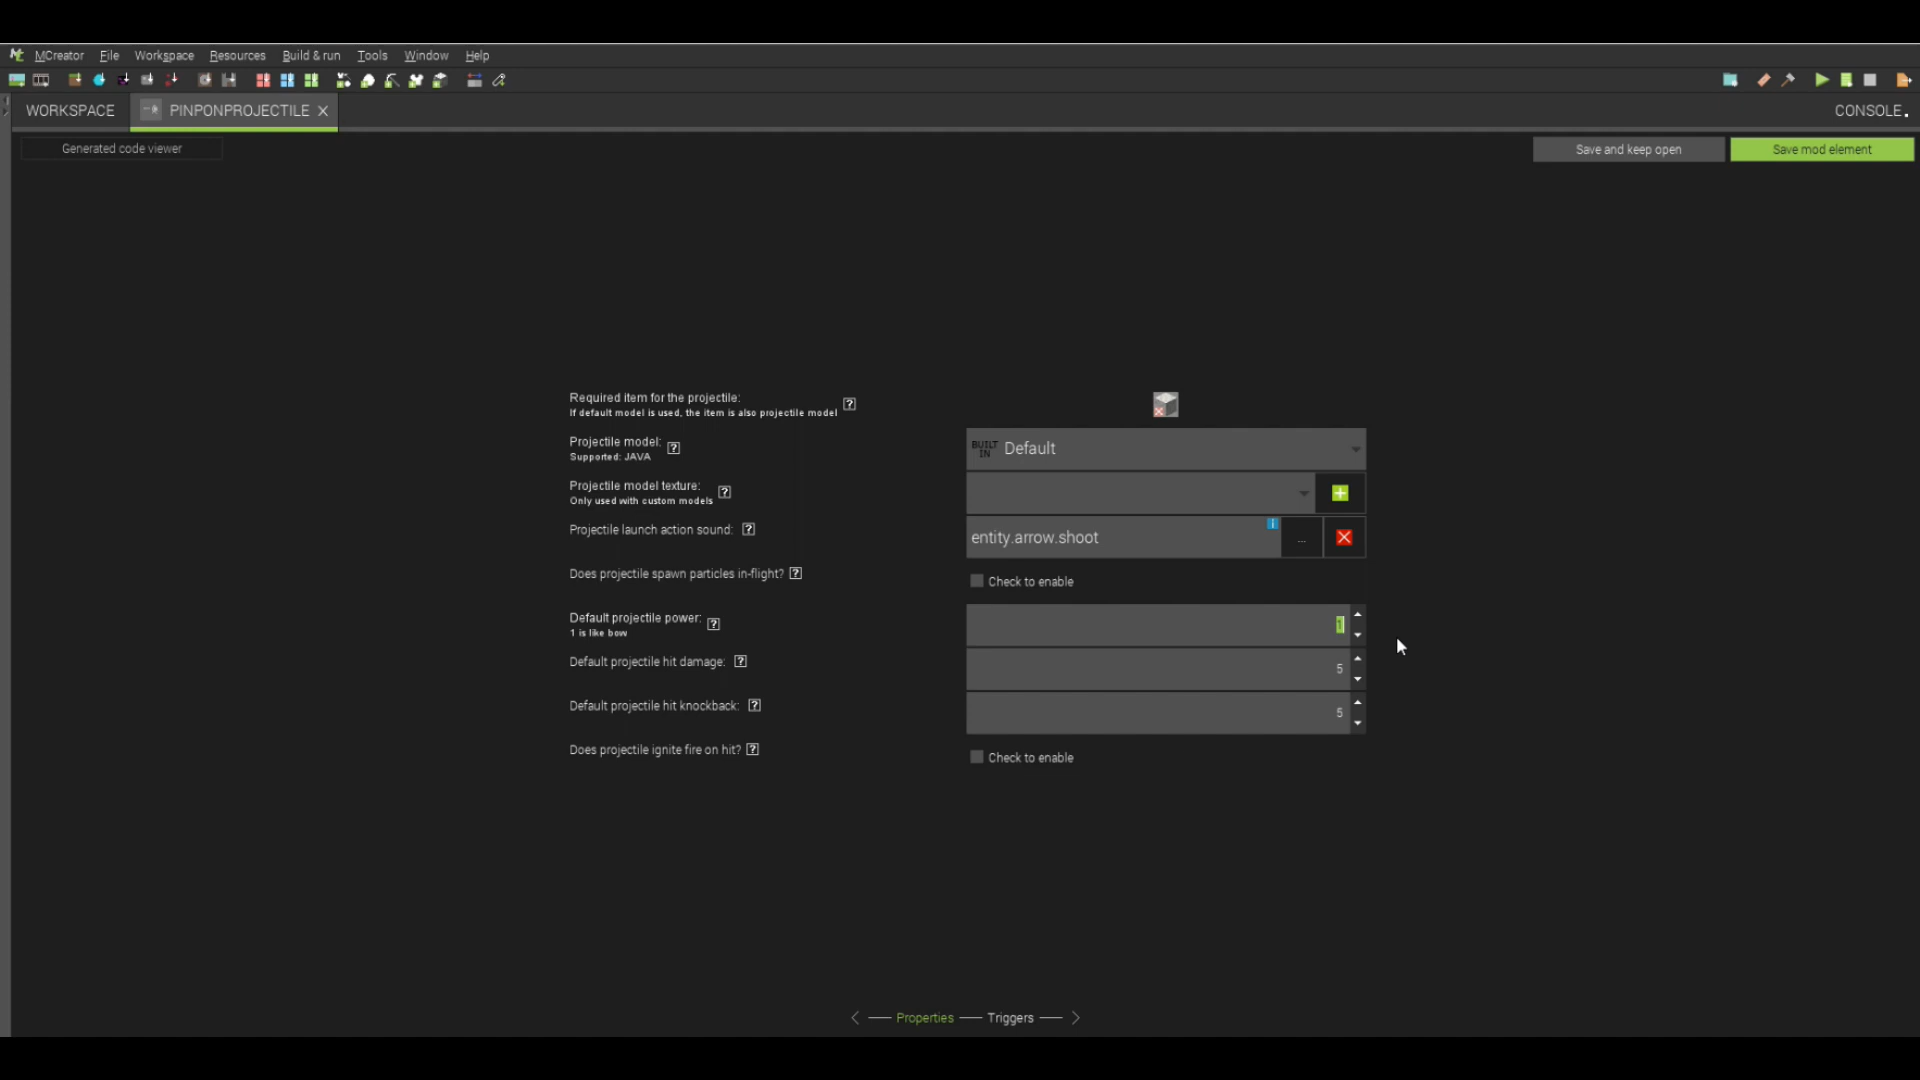 MCreator File Workspace Resources Build & run Tools Window Help
WORKSPACE PINPONPROJECTILE CONSOLE.
Generated code viewer Save and keep open Save mod element
Required item for the projectile:
If default model is used, the item is also projectile model
Projectile model:
Supported: JAVA
BUILT IN Default
Projectile model texture:
Only used with custom models
Projectile launch action sound: entity.arrow.shoot ...
Does projectile spawn particles in-flight? Check to enable
Default projectile power: 1
1 is like bow
Default projectile hit damage: 5
Default projectile hit knockback: 5
Does projectile ignite fire on hit? Check to enable
Properties Triggers